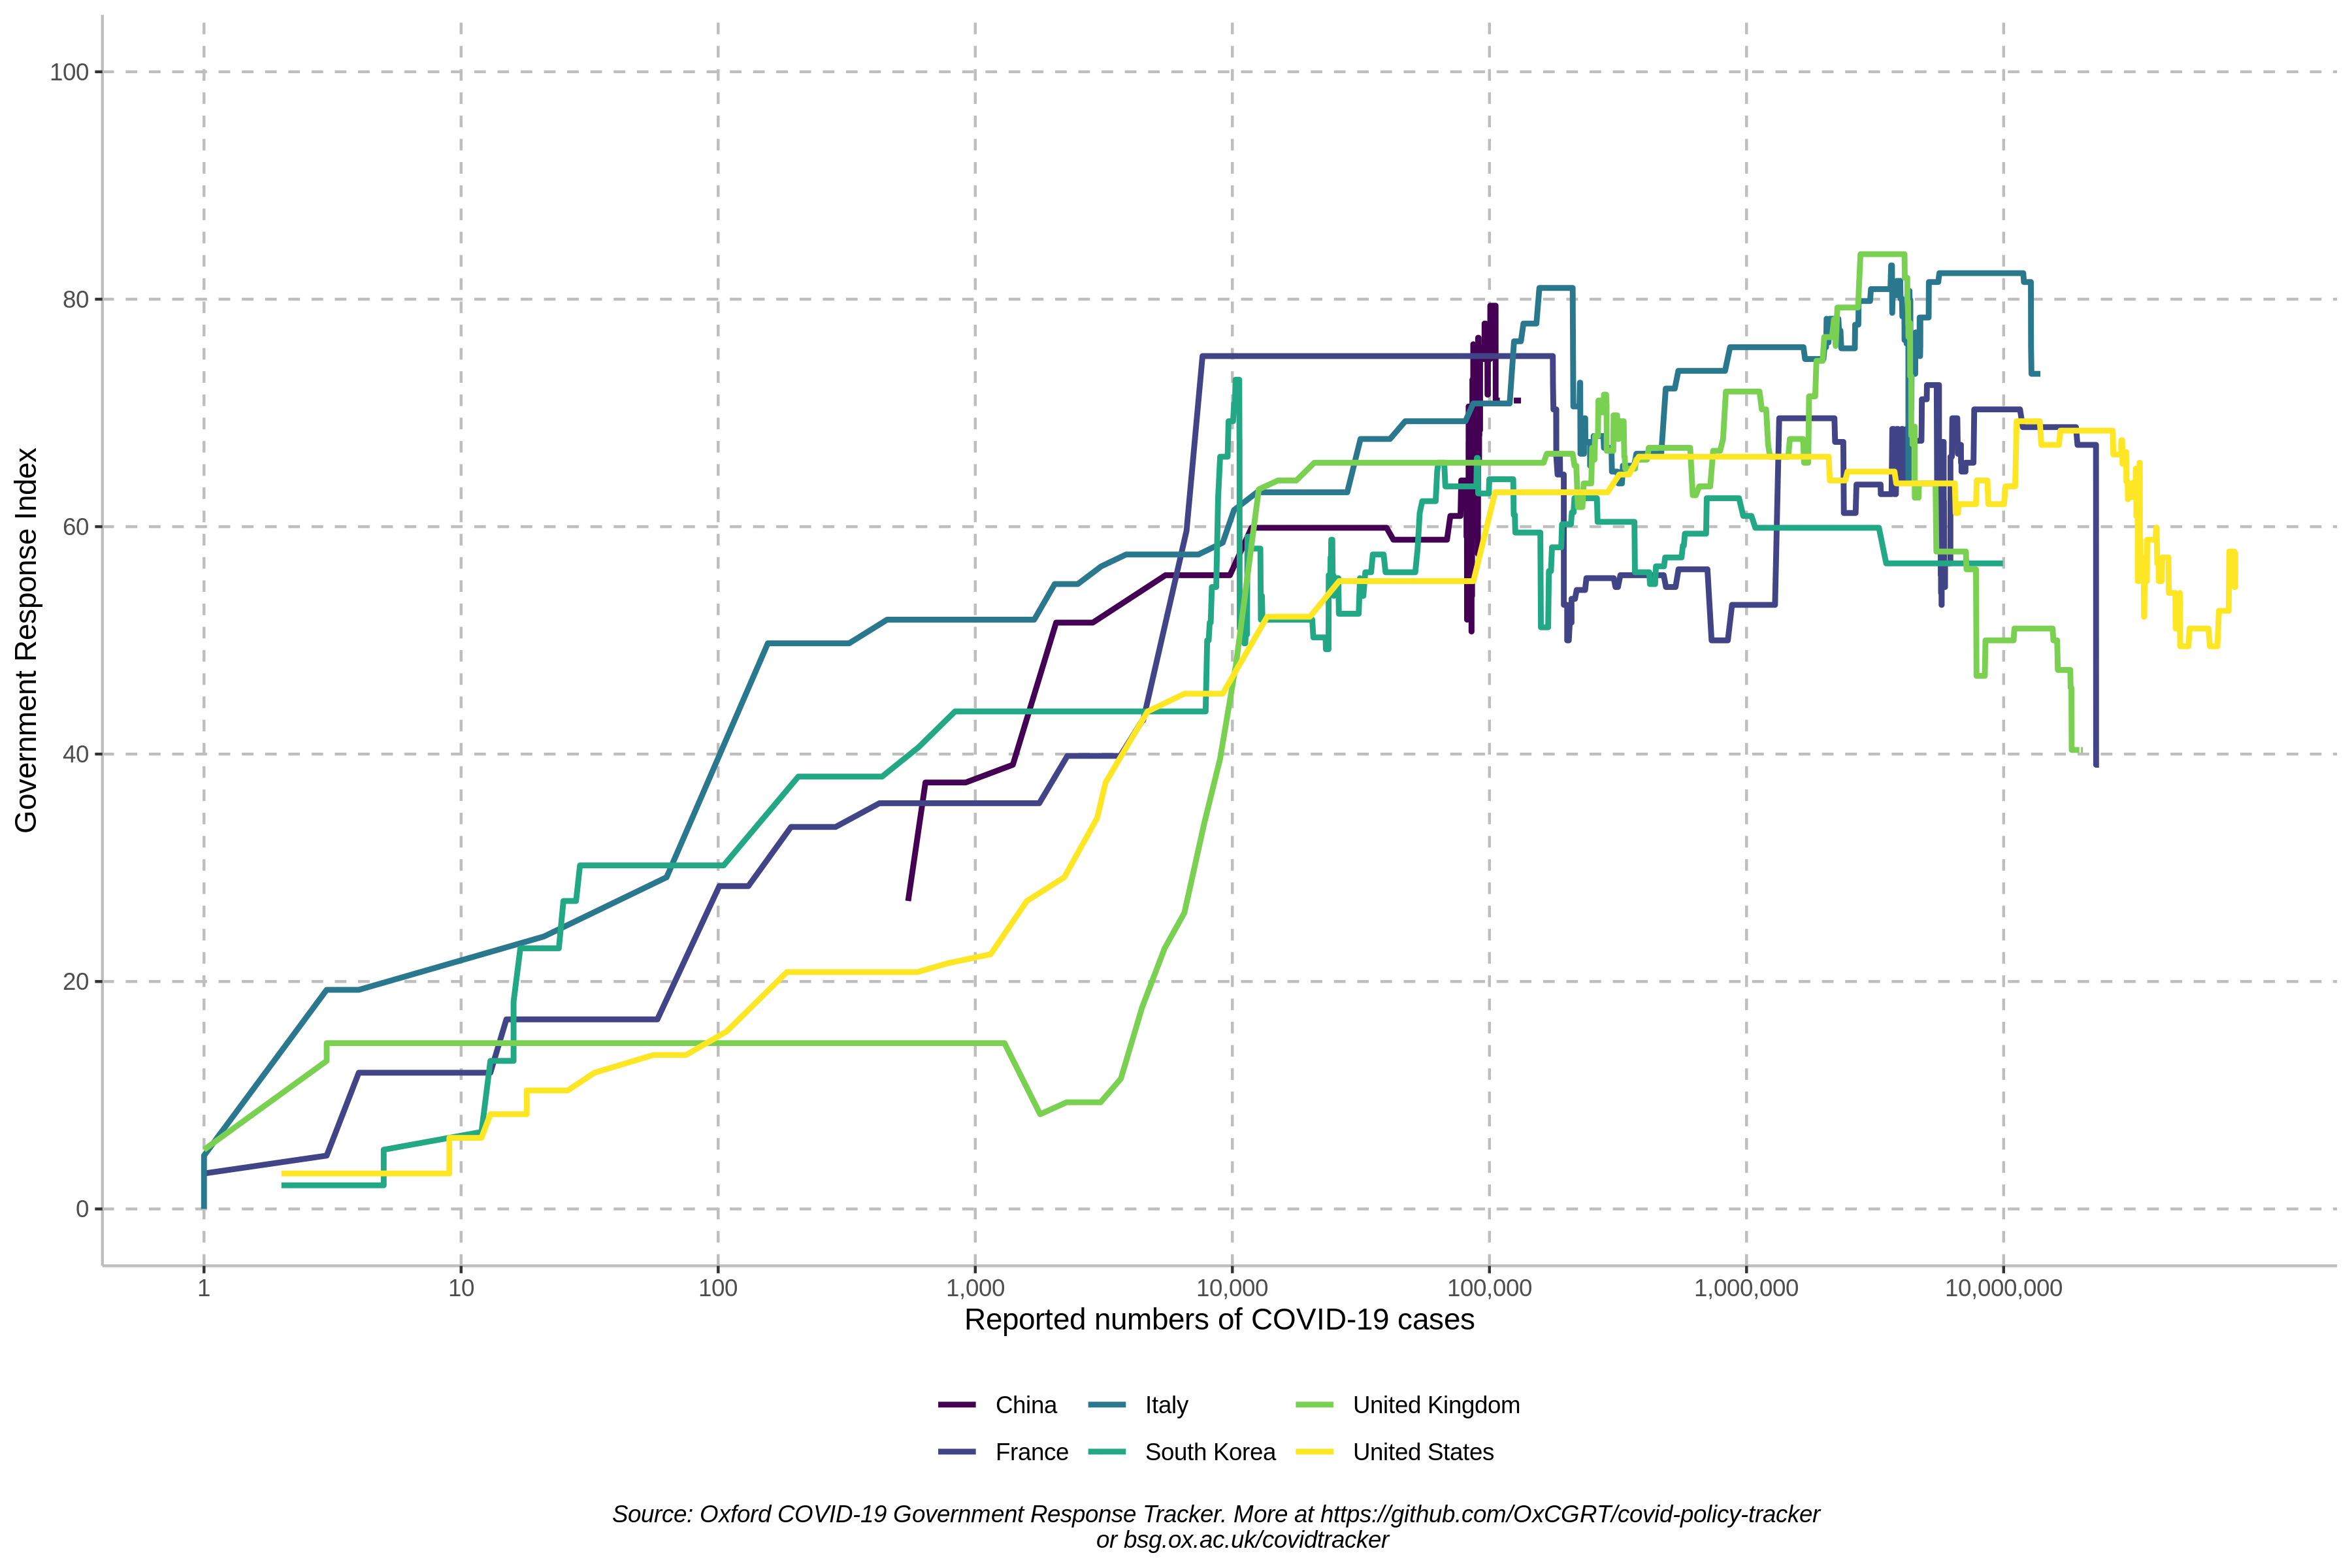 100
80
60
40
20
0
Government Response Index
1 10 100 1,000 10,000 100,000 1,000,000 10,000,000
Reported numbers of COVID-19 cases
China Italy United Kingdom
France South Korea United States
Source: Oxford COVID-19 Government Response Tracker. More at https://github.com/OxCGRT/covid-policy-tracker
or bsg.ox.ac.uk/covidtracker